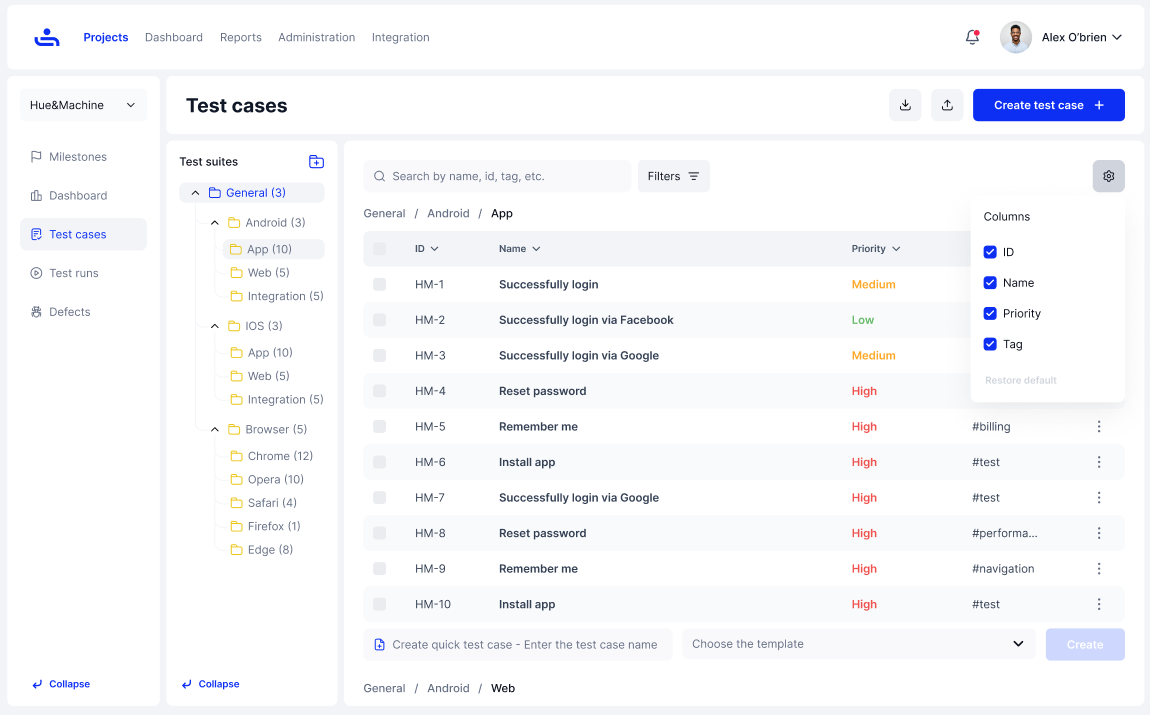 Projects Dashboard Reports Administration Integration Alex O'brien
Hue&Machine
Milestones
Dashboard
Test cases
Test runs
Defects
Collapse
Test cases
Create test case
Test suites
General (3)
Android (3)
App (10)
Web (5)
Integration (5)
IOS (3)
App (10)
Web (5)
Integration (5)
Browser (5)
Chrome (12)
Opera (10)
Safari (4)
Firefox (1)
Edge (8)
Collapse
Search by name, id, tag, etc. Filters
General / Android / App
ID Name Priority
HM-1 Successfully login Medium
HM-2 Successfully login via Facebook Low
HM-3 Successfully login via Google Medium
HM-4 Reset password High
HM-5 Remember me High #billing
HM-6 Install app High #test
HM-7 Successfully login via Google High #test
HM-8 Reset password High #performa...
HM-9 Remember me High #navigation
HM-10 Install app High #test
Columns
ID
Name
Priority
Tag
Restore default
Create quick test case - Enter the test case name Choose the template Create
General / Android / Web